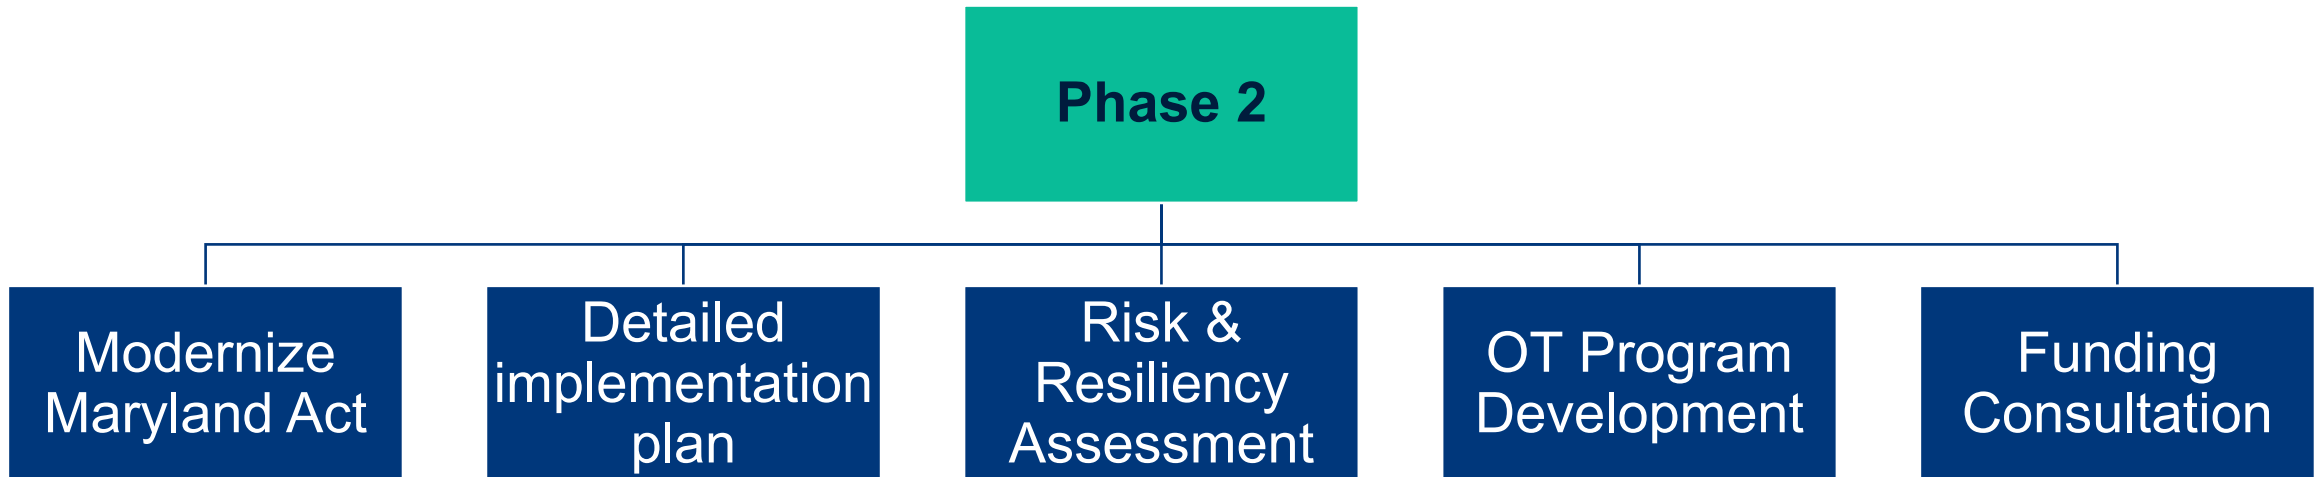 Phase 2
Modernize
Maryland Act
Detailed
implementation
plan
Risk &
Resiliency
Assessment
OT Program
Development
Funding
Consultation